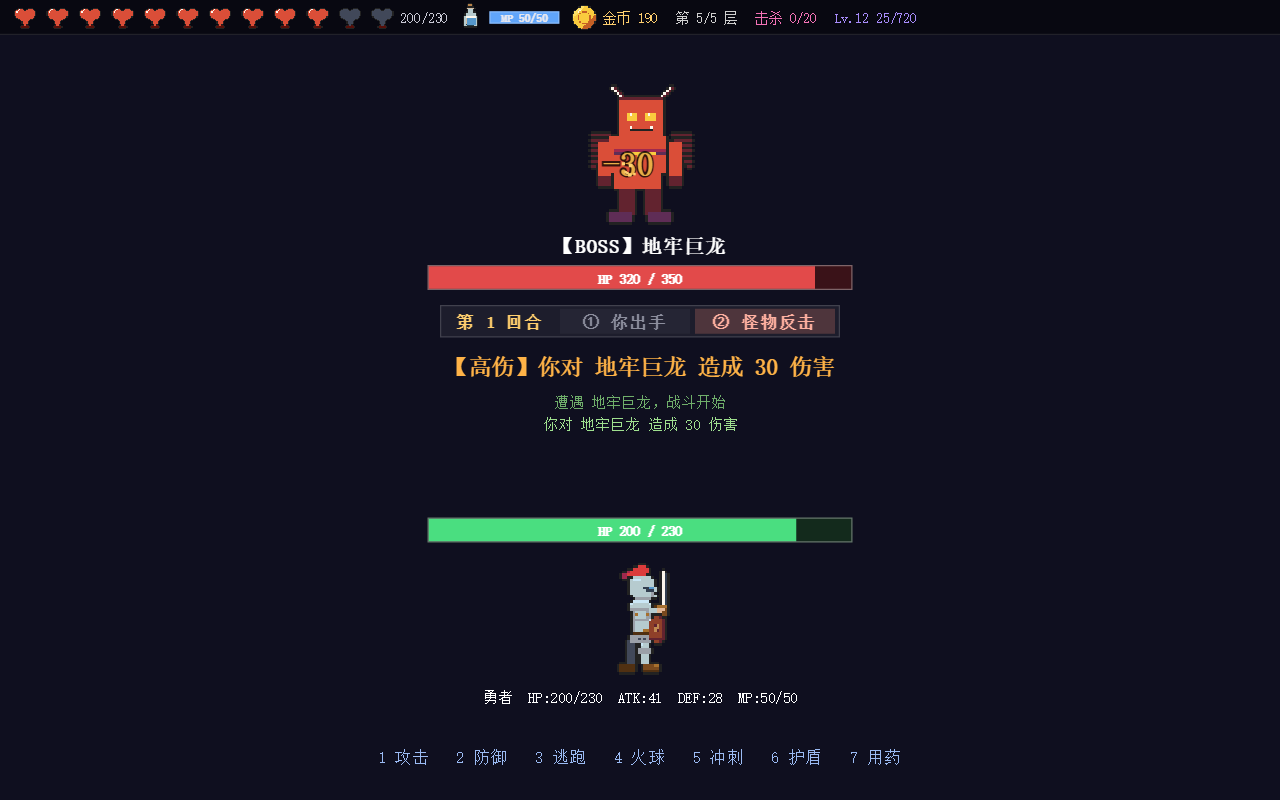 200/230 MP 50/50 金币 190 第 5/5 层 击杀 0/20 Lv.12 25/720
-30
【BOSS】地牢巨龙
HP 320 / 350
第 1 回合 ① 你出手 ② 怪物反击
【高伤】你对 地牢巨龙 造成 30 伤害
遭遇 地牢巨龙，战斗开始
你对 地牢巨龙 造成 30 伤害
HP 200 / 230
勇者 HP:200/230 ATK:41 DEF:28 MP:50/50
1 攻击 2 防御 3 逃跑 4 火球 5 冲刺 6 护盾 7 用药